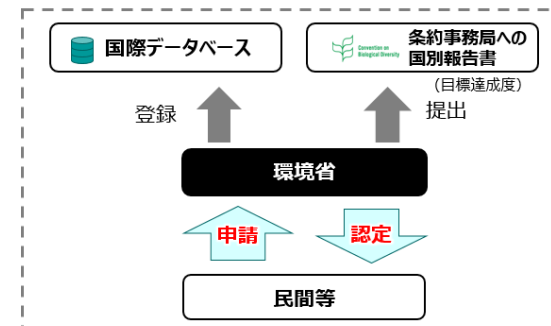 国際データベース
Convention on
Biological Diversity
条約事務局への
国別報告書
(目標達成度)
登録
提出
環境省
申請
認定
民間等